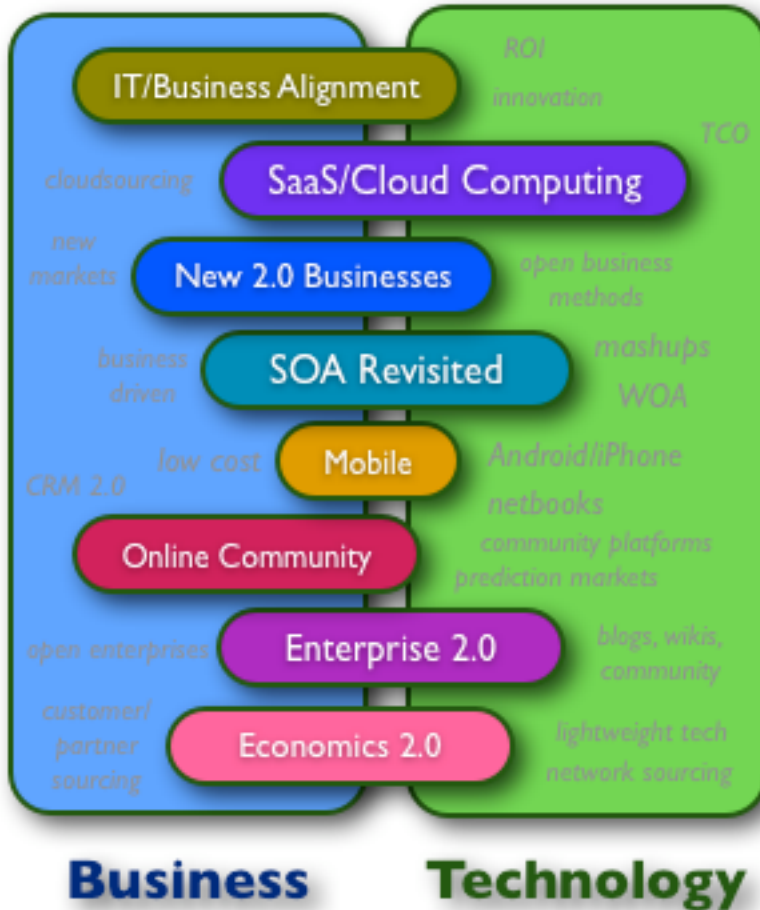 ROI
IT/Business Alignment
innovation
TCO
cloudsourcing
SaaS/Cloud Computing
new
markets
New 2.0 Businesses
open business
methods
business
driven
SOA Revisited
mashups
WOA
low cost
Mobile
Android/iPhone
CRM 2.0
netbooks
Online Community
community platforms
prediction markets
open enterprises
Enterprise 2.0
blogs, wikis,
community
customer/
partner
sourcing
Economics 2.0
lightweight tech
network sourcing
Business
Technology